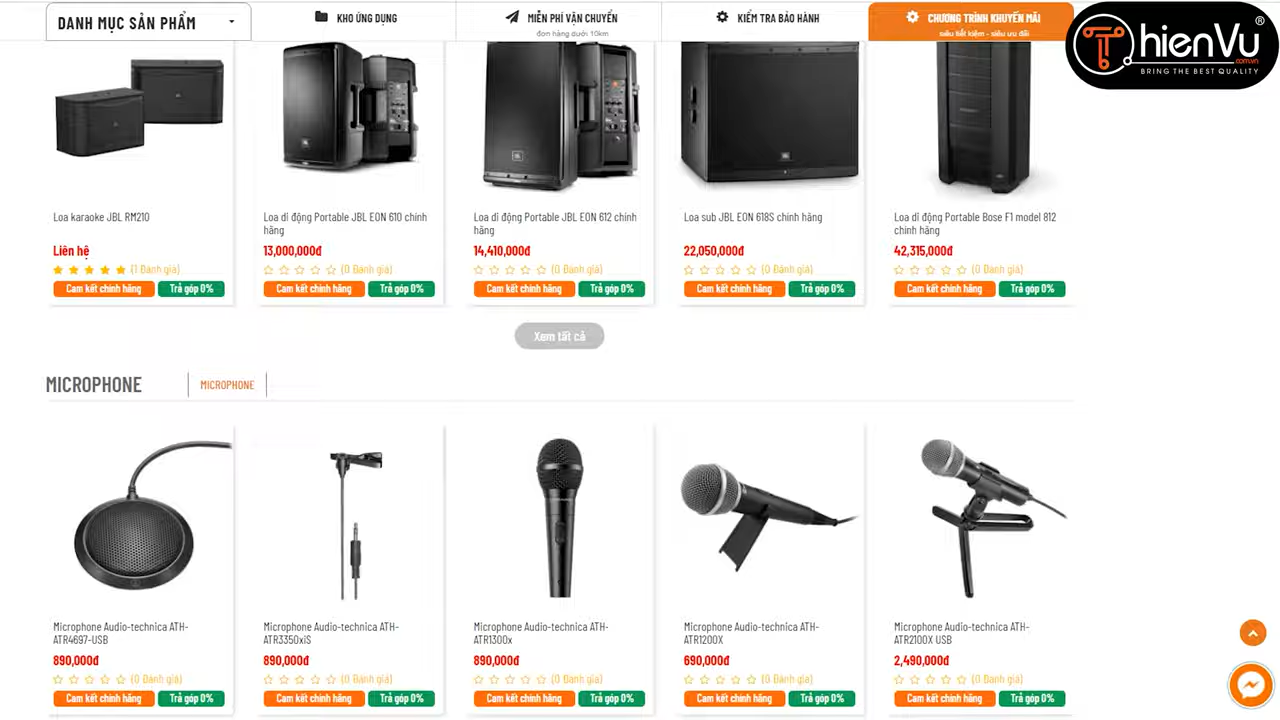 DANH MỤC SẢN PHẨM
KHO ỨNG DỤNG
MIỄN PHÍ VẬN CHUYỂN
đơn hàng dưới 10km
KIỂM TRA BẢO HÀNH
CHƯƠNG TRÌNH KHUYẾN MÃI
siêu tiết kiệm - siêu ưu đãi
ThienVu®
.com.vn
BRING THE BEST QUALITY
Loa karaoke JBL RM210
Liên hệ
(1 Đánh giá)
Cam kết chính hãng
Trả góp 0%
Loa di động Portable JBL EON 610 chính
hãng
13,000,000đ
(0 Đánh giá)
Cam kết chính hãng
Trả góp 0%
Loa di động Portable JBL EON 612 chính
hãng
14,410,000đ
(0 Đánh giá)
Cam kết chính hãng
Trả góp 0%
Loa sub JBL EON 618S chính hãng
22,050,000đ
(0 Đánh giá)
Cam kết chính hãng
Trả góp 0%
Loa di động Portable Bose F1 model 812
chính hãng
42,315,000đ
(0 Đánh giá)
Cam kết chính hãng
Trả góp 0%
Xem tất cả
MICROPHONE
MICROPHONE
Microphone Audio-technica ATH-
ATR4697-USB
890,000đ
(0 Đánh giá)
Cam kết chính hãng
Trả góp 0%
Microphone Audio-technica ATH-
ATR3350xiS
890,000đ
(0 Đánh giá)
Cam kết chính hãng
Trả góp 0%
Microphone Audio-technica ATH-
ATR1300x
890,000đ
(0 Đánh giá)
Cam kết chính hãng
Trả góp 0%
Microphone Audio-technica ATH-
ATR1200X
690,000đ
(0 Đánh giá)
Cam kết chính hãng
Trả góp 0%
Microphone Audio-technica ATH-
ATR2100X USB
2,490,000đ
(0 Đánh giá)
Cam kết chính hãng
Trả góp 0%